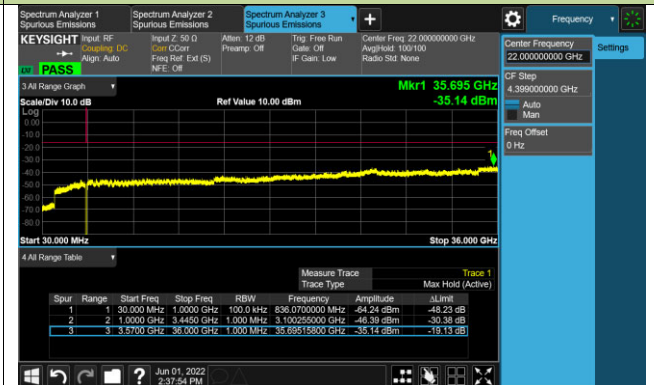 Spectrum Analyzer 1
Spurious Emissions
Spectrum Analyzer 2
Spurious Emissions
Spectrum Analyzer 3
Spurious Emissions
Frequency
KEYSIGHT
Input: RF
Coupling: DC
Align: Auto
Input Z: 50 Ω
Corr CCorr
Freq Ref: Ext (S)
NFE: Off
Atten: 12 dB
Preamp: Off
Trig: Free Run
Gate: Off
IF Gain: Low
Center Freq: 22.000000000 GHz
Avg|Hold: 100/100
Radio Std: None
PASS
Center Frequency
22.000000000 GHz
Settings
CF Step
4.399000000 GHz
Auto
Man
Freq Offset
0 Hz
3 All Range Graph
Mkr1 35.695 GHz
Scale/Div 10.0 dB
Ref Value 10.00 dBm
-35.14 dBm
Log
0.00
-10.0
-20.0
-30.0
-40.0
-50.0
-60.0
-70.0
-80.0
1
Start 30.000 MHz
Stop 36.000 GHz
4 All Range Table
Measure Trace Trace 1
Trace Type Max Hold (Active)
Spur Range Start Freq Stop Freq RBW Frequency Amplitude ΔLimit
1 1 30.000 MHz 1.0000 GHz 100.0 kHz 836.0700000 MHz -64.24 dBm -48.23 dB
2 2 1.0000 GHz 3.4450 GHz 1.000 MHz 3.100255000 GHz -46.39 dBm -30.38 dB
3 3 3.5700 GHz 36.000 GHz 1.000 MHz 35.69515800 GHz -35.14 dBm -19.13 dB
Jun 01, 2022
2:37:54 PM